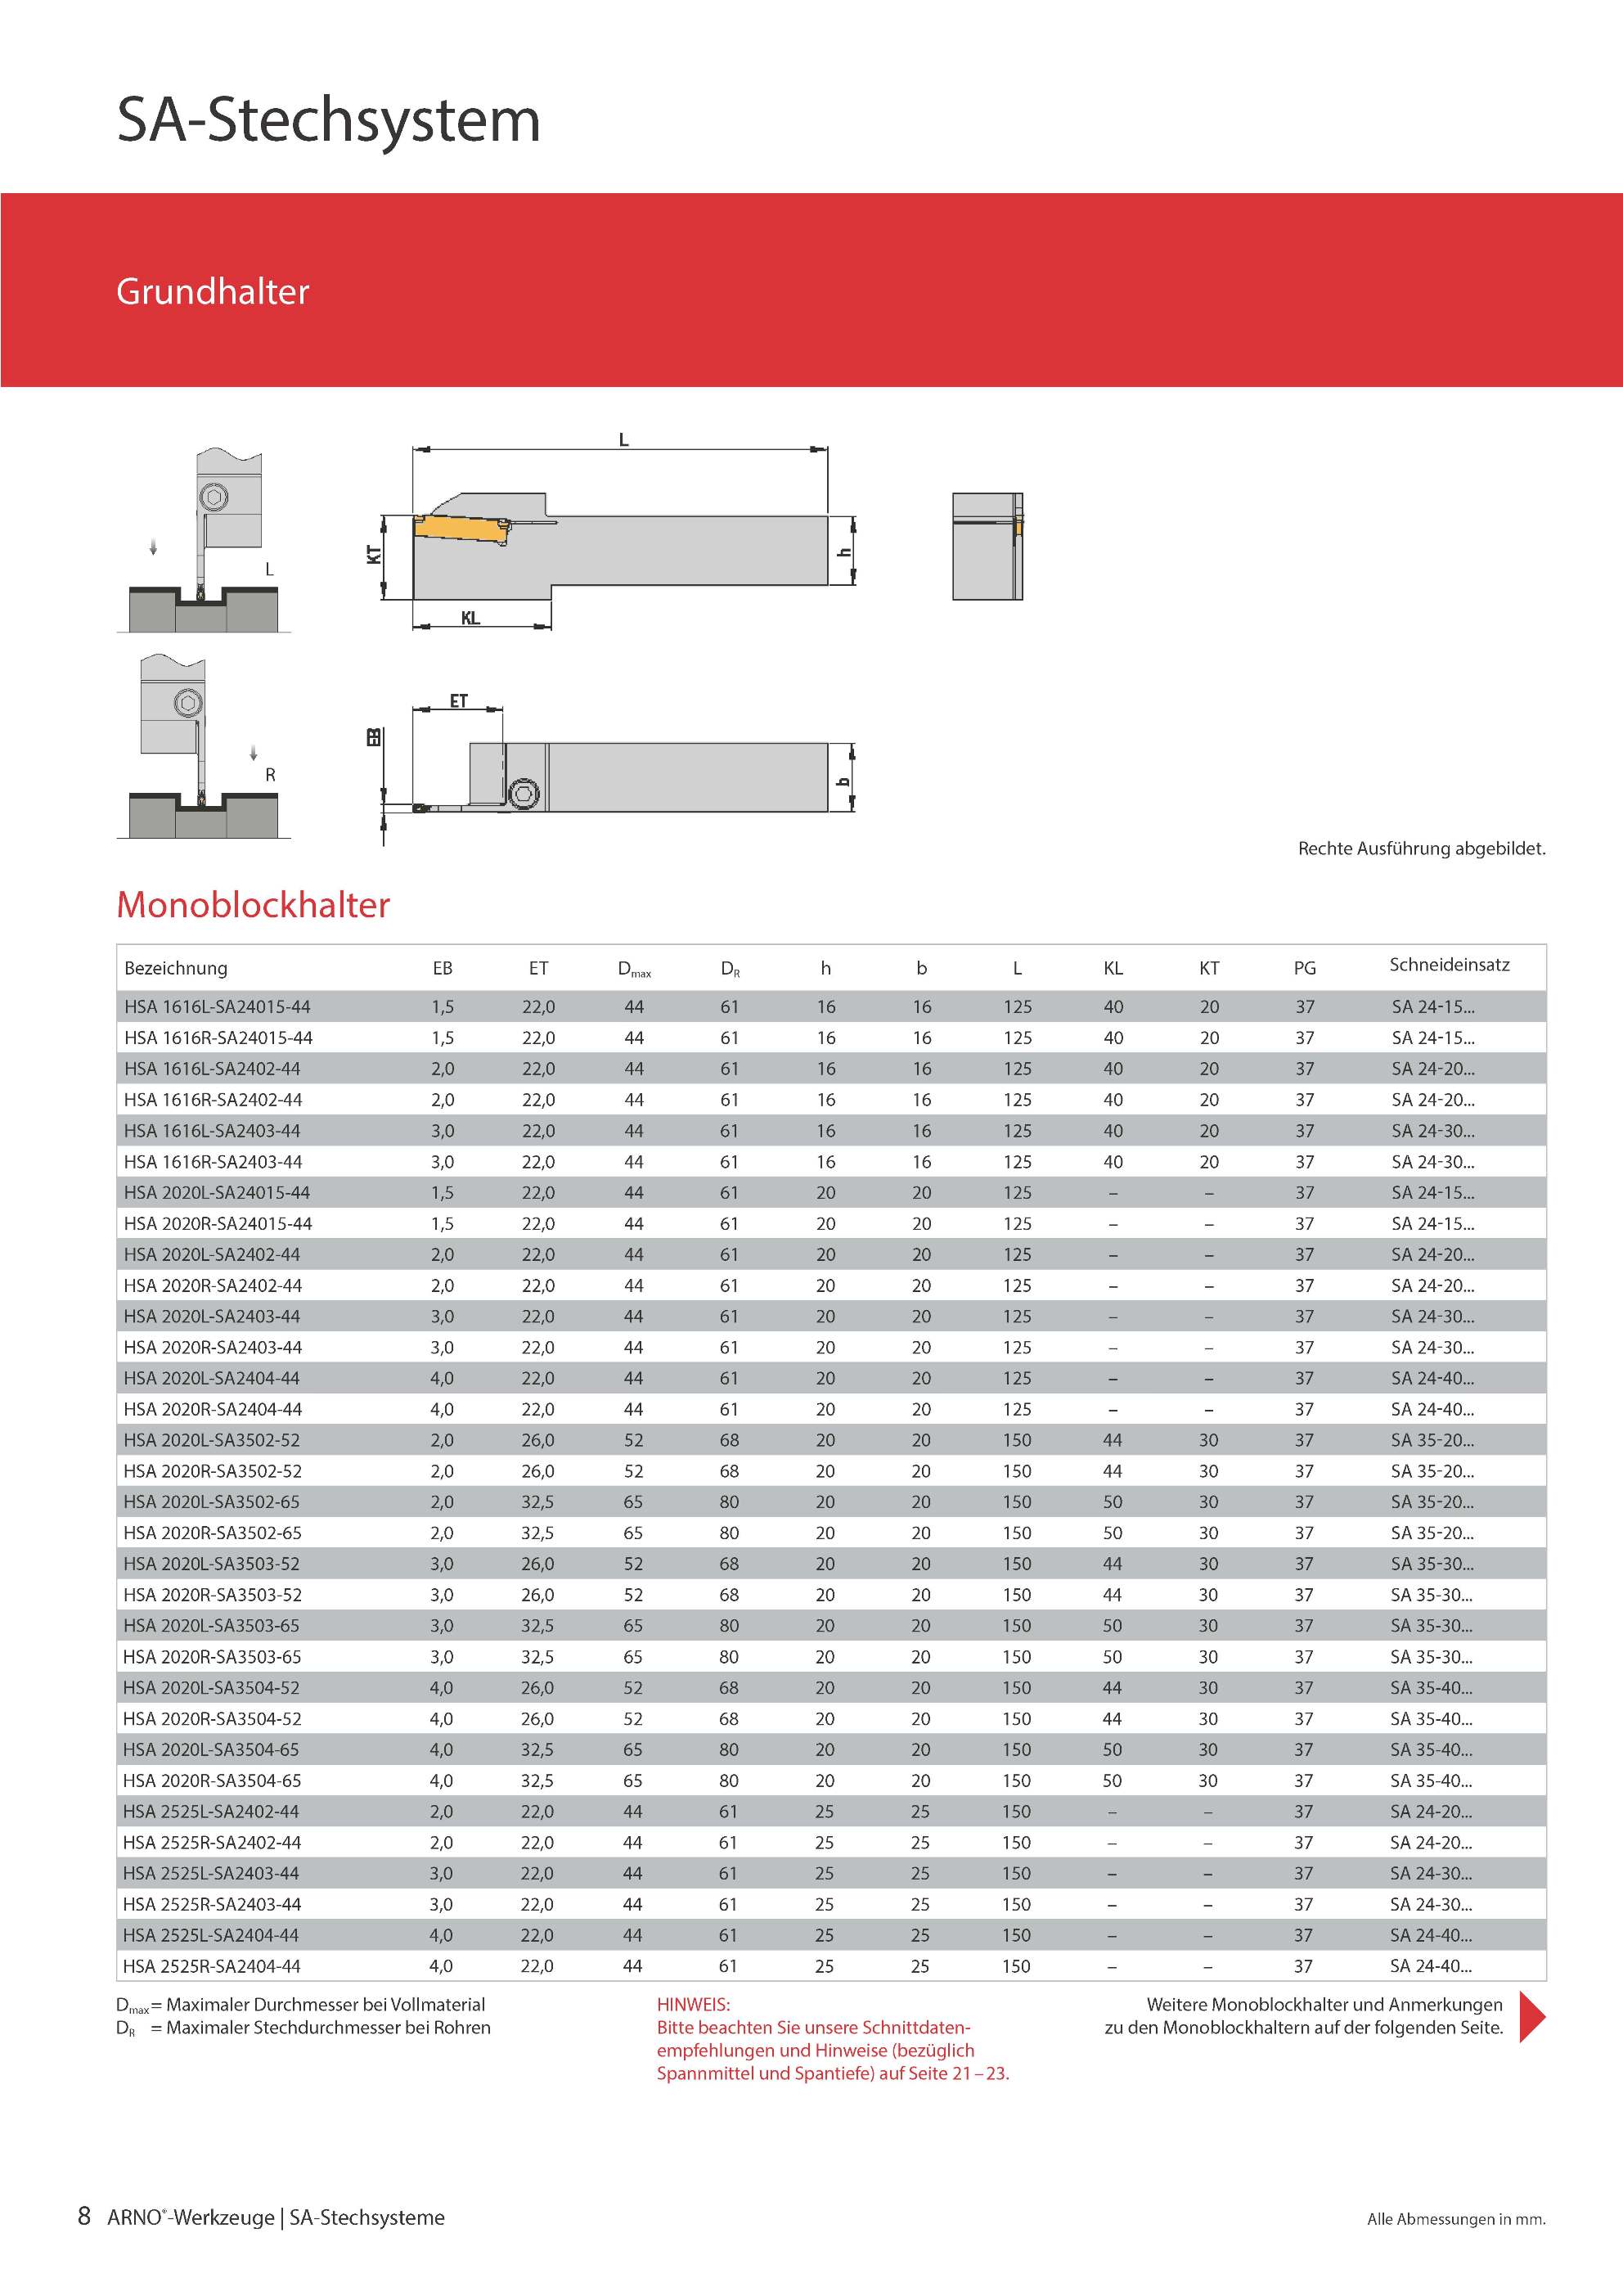 SA-Stechsystem
Grundhalter
L
KT
h
L
KL
ET
EB
b
R
Rechte Ausführung abgebildet.
Monoblockhalter
Bezeichnung EB ET Dmax DR h b L KL KT PG Schneideinsatz
HSA 1616L-SA24015-44 1,5 22,0 44 61 16 16 125 40 20 37 SA 24-15...
HSA 1616R-SA24015-44 1,5 22,0 44 61 16 16 125 40 20 37 SA 24-15...
HSA 1616L-SA2402-44 2,0 22,0 44 61 16 16 125 40 20 37 SA 24-20...
HSA 1616R-SA2402-44 2,0 22,0 44 61 16 16 125 40 20 37 SA 24-20...
HSA 1616L-SA2403-44 3,0 22,0 44 61 16 16 125 40 20 37 SA 24-30...
HSA 1616R-SA2403-44 3,0 22,0 44 61 16 16 125 40 20 37 SA 24-30...
HSA 2020L-SA24015-44 1,5 22,0 44 61 20 20 125 – – 37 SA 24-15...
HSA 2020R-SA24015-44 1,5 22,0 44 61 20 20 125 – – 37 SA 24-15...
HSA 2020L-SA2402-44 2,0 22,0 44 61 20 20 125 – – 37 SA 24-20...
HSA 2020R-SA2402-44 2,0 22,0 44 61 20 20 125 – – 37 SA 24-20...
HSA 2020L-SA2403-44 3,0 22,0 44 61 20 20 125 – – 37 SA 24-30...
HSA 2020R-SA2403-44 3,0 22,0 44 61 20 20 125 – – 37 SA 24-30...
HSA 2020L-SA2404-44 4,0 22,0 44 61 20 20 125 – – 37 SA 24-40...
HSA 2020R-SA2404-44 4,0 22,0 44 61 20 20 125 – – 37 SA 24-40...
HSA 2020L-SA3502-52 2,0 26,0 52 68 20 20 150 44 30 37 SA 35-20...
HSA 2020R-SA3502-52 2,0 26,0 52 68 20 20 150 44 30 37 SA 35-20...
HSA 2020L-SA3502-65 2,0 32,5 65 80 20 20 150 50 30 37 SA 35-20...
HSA 2020R-SA3502-65 2,0 32,5 65 80 20 20 150 50 30 37 SA 35-20...
HSA 2020L-SA3503-52 3,0 26,0 52 68 20 20 150 44 30 37 SA 35-30...
HSA 2020R-SA3503-52 3,0 26,0 52 68 20 20 150 44 30 37 SA 35-30...
HSA 2020L-SA3503-65 3,0 32,5 65 80 20 20 150 50 30 37 SA 35-30...
HSA 2020R-SA3503-65 3,0 32,5 65 80 20 20 150 50 30 37 SA 35-30...
HSA 2020L-SA3504-52 4,0 26,0 52 68 20 20 150 44 30 37 SA 35-40...
HSA 2020R-SA3504-52 4,0 26,0 52 68 20 20 150 44 30 37 SA 35-40...
HSA 2020L-SA3504-65 4,0 32,5 65 80 20 20 150 50 30 37 SA 35-40...
HSA 2020R-SA3504-65 4,0 32,5 65 80 20 20 150 50 30 37 SA 35-40...
HSA 2525L-SA2402-44 2,0 22,0 44 61 25 25 150 – – 37 SA 24-20...
HSA 2525R-SA2402-44 2,0 22,0 44 61 25 25 150 – – 37 SA 24-20...
HSA 2525L-SA2403-44 3,0 22,0 44 61 25 25 150 – – 37 SA 24-30...
HSA 2525R-SA2403-44 3,0 22,0 44 61 25 25 150 – – 37 SA 24-30...
HSA 2525L-SA2404-44 4,0 22,0 44 61 25 25 150 – – 37 SA 24-40...
HSA 2525R-SA2404-44 4,0 22,0 44 61 25 25 150 – – 37 SA 24-40...
Dmax = Maximaler Durchmesser bei Vollmaterial
DR = Maximaler Stechdurchmesser bei Rohren
HINWEIS:
Bitte beachten Sie unsere Schnittdaten-
empfehlungen und Hinweise (bezüglich
Spannmittel und Spantiefe) auf Seite 21 – 23.
Weitere Monoblockhalter und Anmerkungen
zu den Monoblockhaltern auf der folgenden Seite.
8 ARNO®-Werkzeuge | SA-Stechsysteme
Alle Abmessungen in mm.